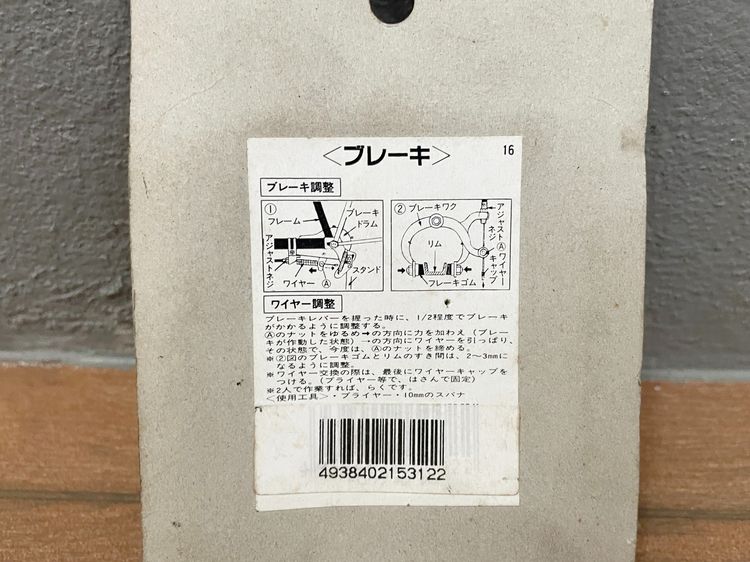 ＜ブレーキ＞
16
ブレーキ調整
①
フレーム
ブレーキドラム
アジャストネジ
ワイヤー
Ⓐ
スタンド
②
ブレーキワク
アジャストネジ
リム
Ⓐ
ワイヤーキャップ
ブレーキゴム
ワイヤー調整
ブレーキレバーを握った時に、1/2程度でブレーキ
がかかるように調整する。
Ⓐのナットをゆるめ➞の方向に力を加え（ブレー
キが作動した状態）→の方向にワイヤーを引っぱり、
その状態で、今度は、Ⓐのナットを締める。
※②図のブレーキゴムとリムのすき間は、2～3mmに
なるように調整。
※ワイヤー交換の際は、最後にワイヤーキャップを
つける。（プライヤー等で、はさんで固定）
※2人で作業すれば、らくです。
＜使用工具＞・プライヤー・10mmのスパナ
4938402153122